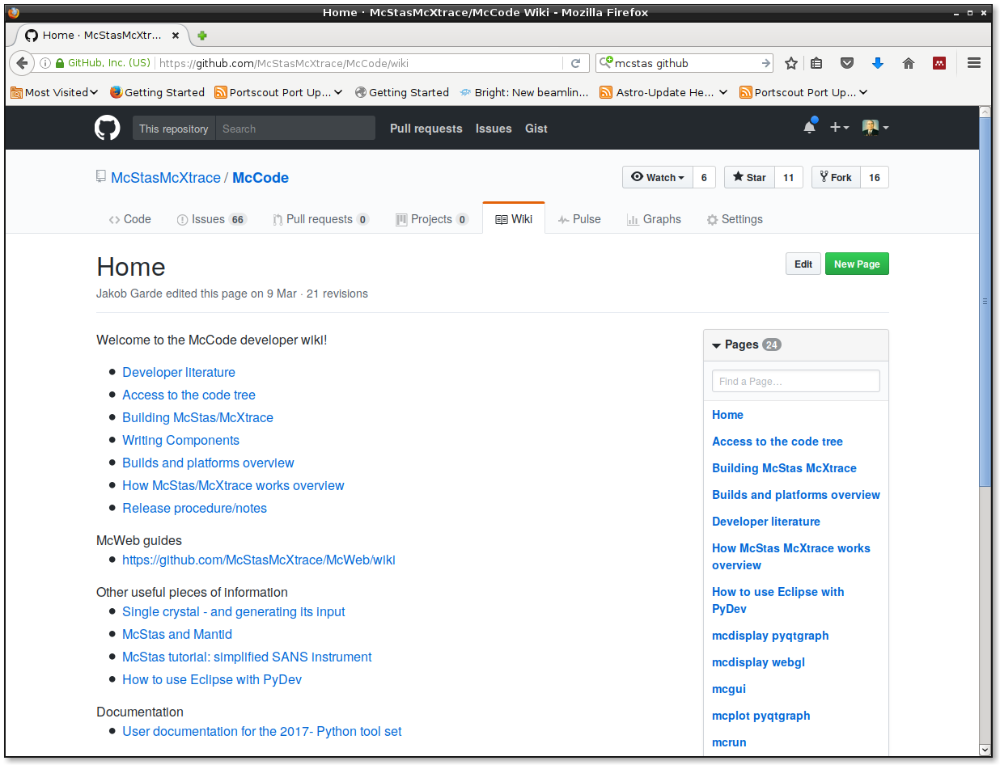 Home · McStasMcXtrace/McCode Wiki - Mozilla Firefox
Home · McStasMcXtr...
GitHub, Inc. (US) https://github.com/McStasMcXtrace/McCode/wiki mcstas github
Most Visited Getting Started Portscout Port Up... Getting Started Bright: New beamlin... Astro-Update He... Portscout Port Up...
This repository Search Pull requests Issues Gist
McStasMcXtrace / McCode Watch 6 Star 11 Fork 16
Code Issues 66 Pull requests 0 Projects 0 Wiki Pulse Graphs Settings
Home Edit New Page
Jakob Garde edited this page on 9 Mar · 21 revisions
Welcome to the McCode developer wiki!
Developer literature
Access to the code tree
Building McStas/McXtrace
Writing Components
Builds and platforms overview
How McStas/McXtrace works overview
Release procedure/notes
McWeb guides
https://github.com/McStasMcXtrace/McWeb/wiki
Other useful pieces of information
Single crystal - and generating its input
McStas and Mantid
McStas tutorial: simplified SANS instrument
How to use Eclipse with PyDev
Documentation
User documentation for the 2017- Python tool set
Pages 24
Find a Page...
Home
Access to the code tree
Building McStas McXtrace
Builds and platforms overview
Developer literature
How McStas McXtrace works
overview
How to use Eclipse with
PyDev
mcdisplay pyqtgraph
mcdisplay webgl
mcgui
mcplot pyqtgraph
mcrun